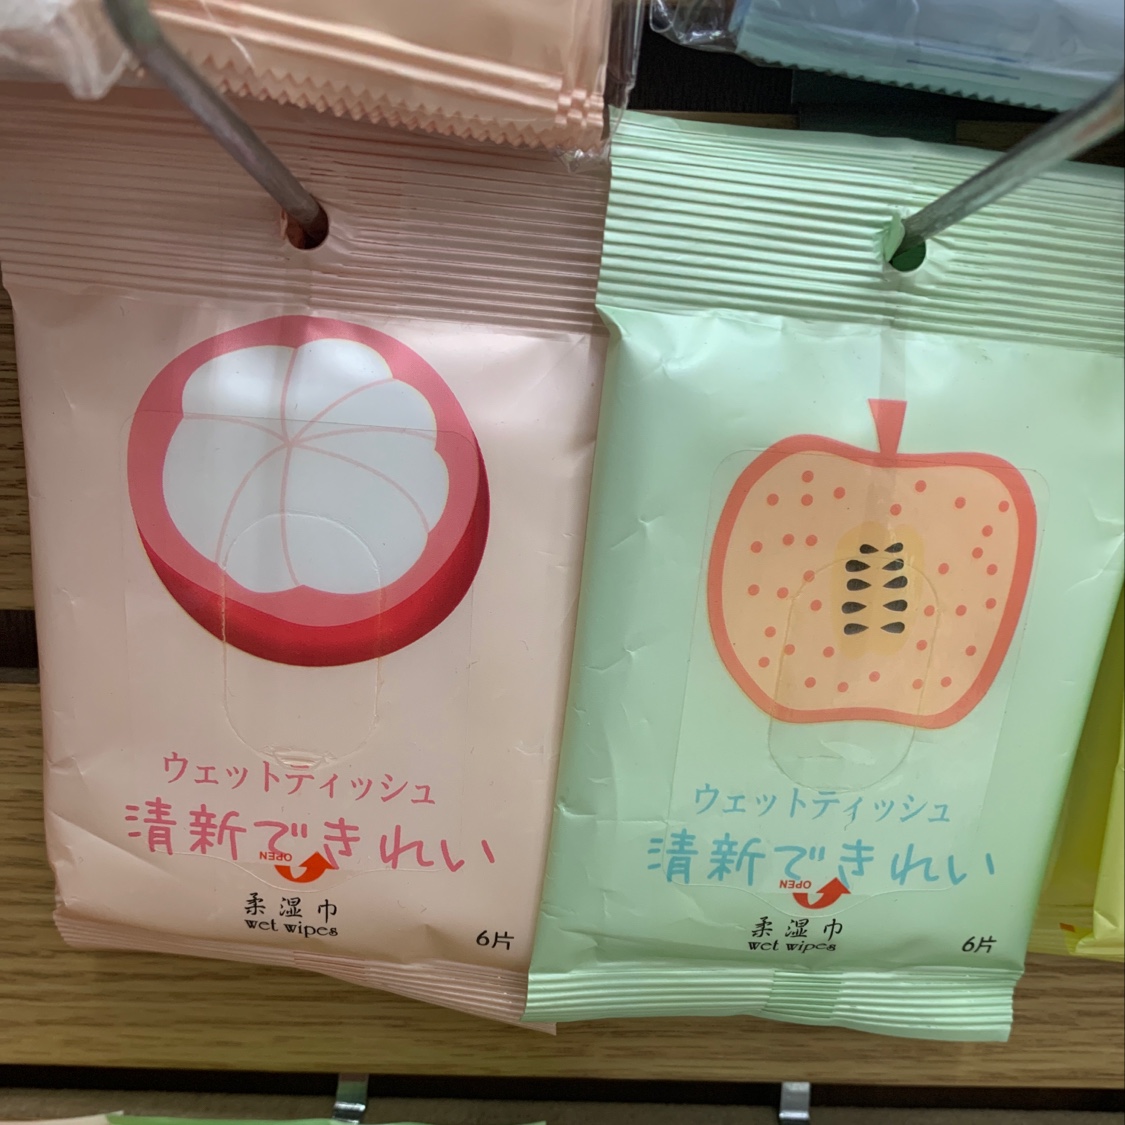 ウェットティッシュ
清新できれい
OPEN
柔湿巾
wet wipes
6片
ウェットティッシュ
清新できれい
OPEN
柔湿巾
wet wipes
6片